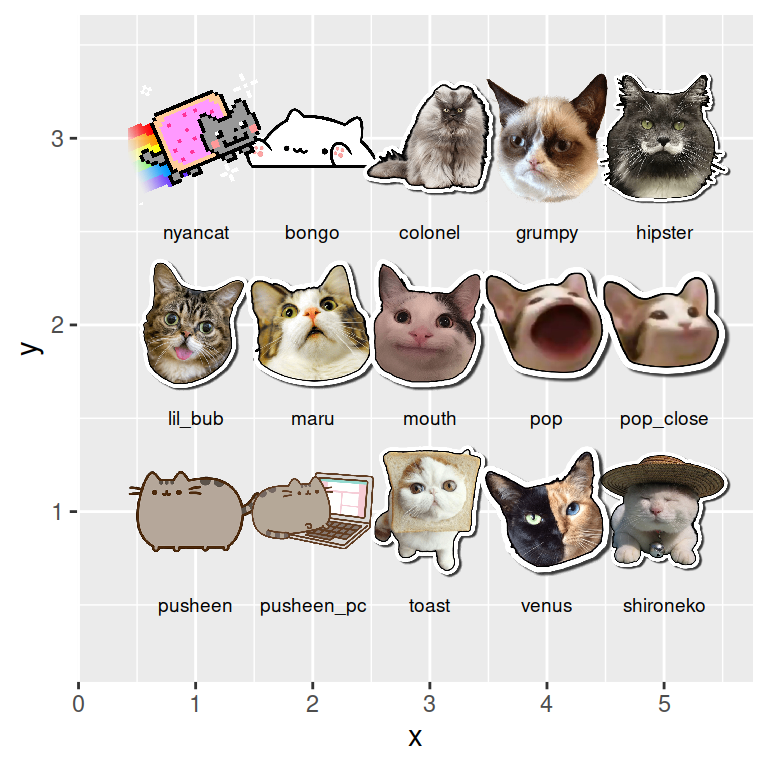 3
nyancat bongo colonel grumpy hipster
2
lil_bub maru mouth pop pop_close
y
1
pusheen pusheen_pc toast venus shironeko
0 1 2 3 4 5
x